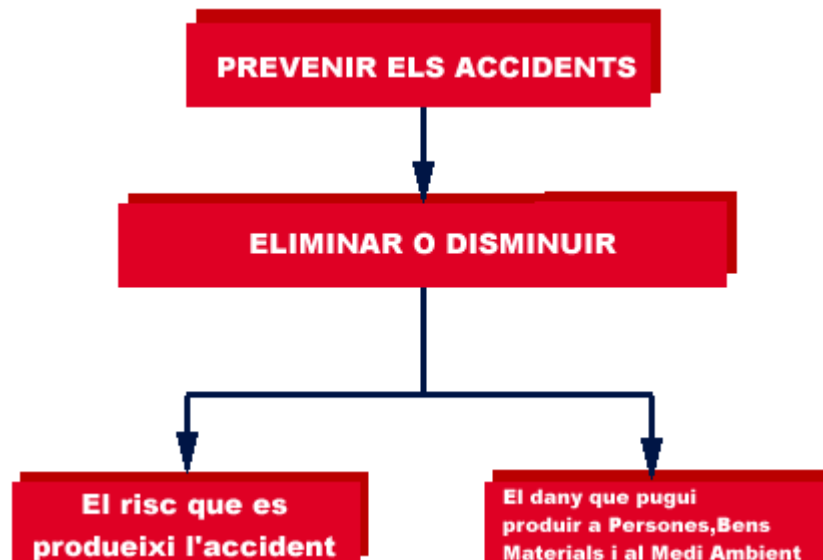 PREVENIR ELS ACCIDENTS
ELIMINAR O DISMINUIR
El risc que es
produeixi l'accident
El dany que pugui
produir a Persones,Bens
Materials i al Medi Ambient